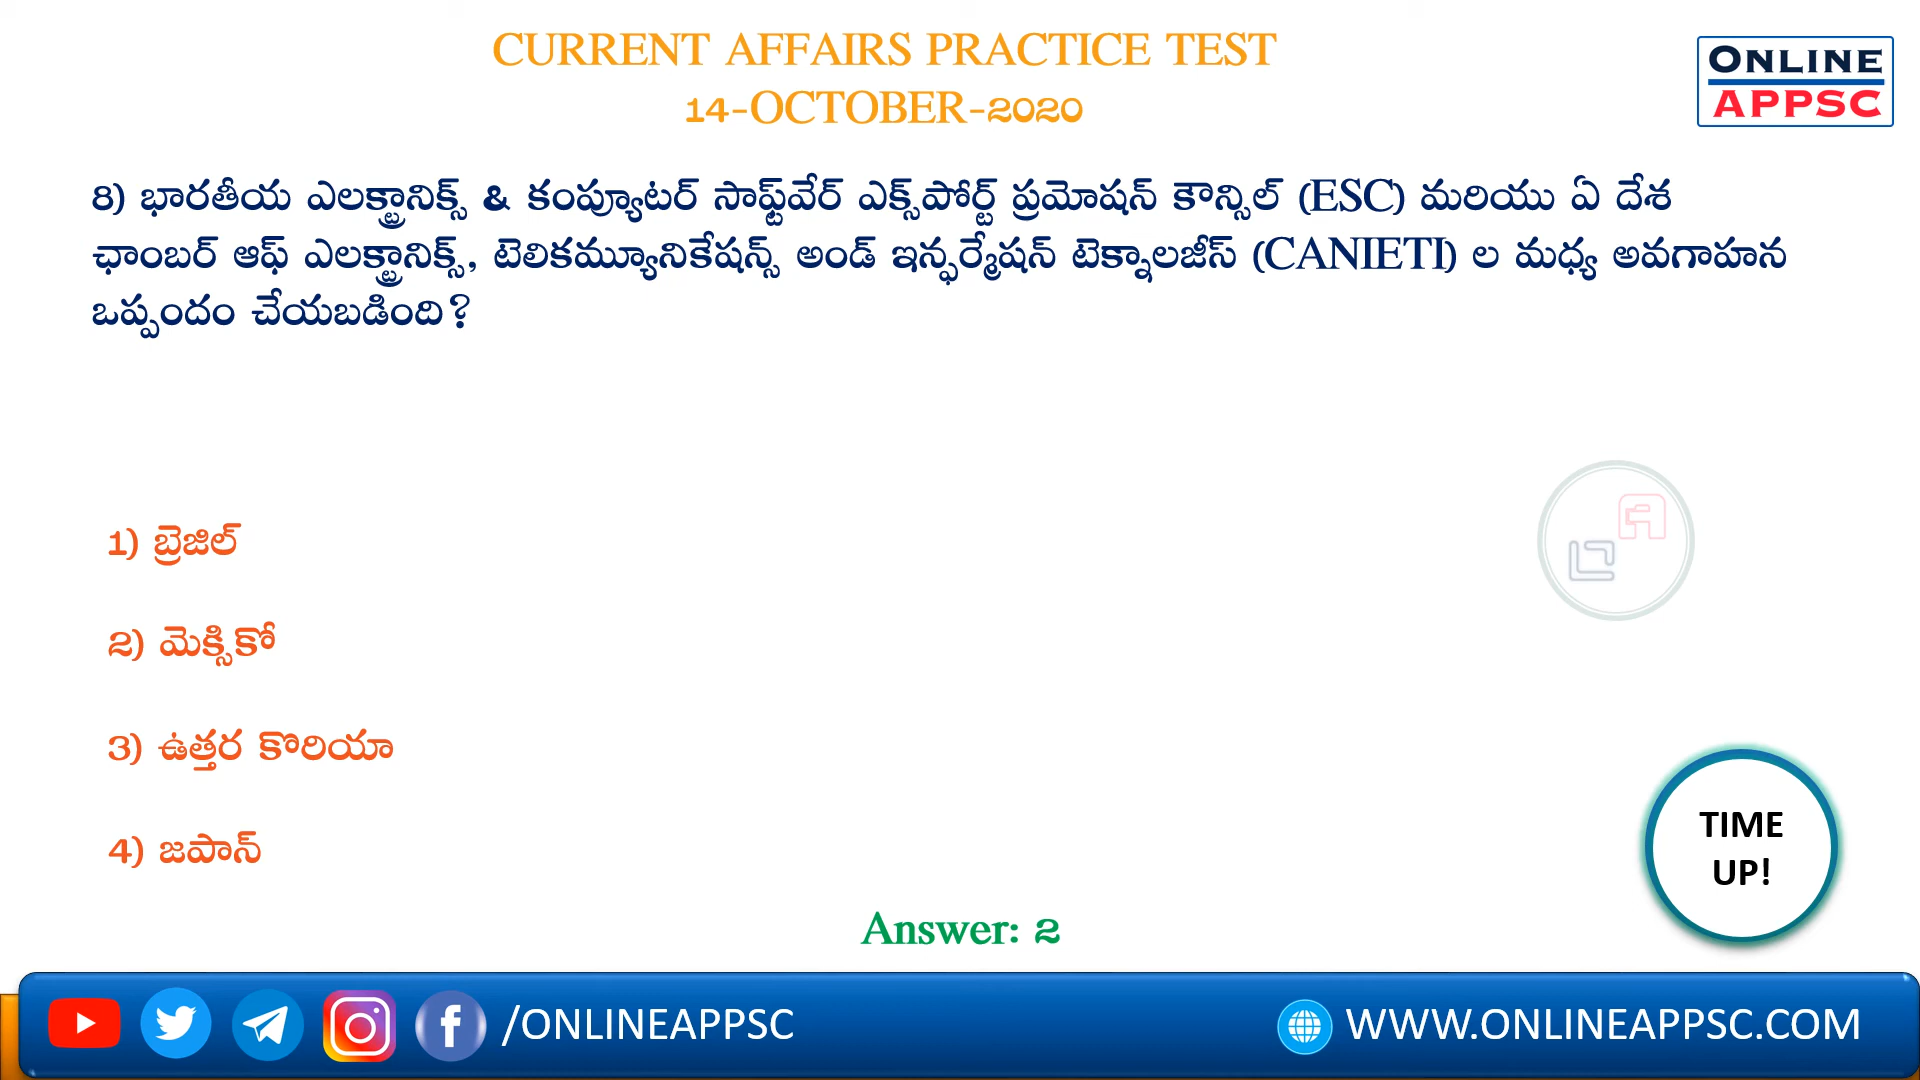 CURRENT AFFAIRS PRACTICE TEST
14-OCTOBER-2020
ONLINE
APPSC
8) భారతీయ ఎలక్ట్రానిక్స్ & కంప్యూటర్ సాఫ్ట్‌వేర్ ఎక్స్‌పోర్ట్ ప్రమోషన్ కౌన్సిల్ (ESC) మరియు ఏ దేశ
ఛాంబర్ ఆఫ్ ఎలక్ట్రానిక్స్, టెలికమ్యూనికేషన్స్ అండ్ ఇన్ఫర్మేషన్ టెక్నాలజీస్ (CANIETI) ల మధ్య అవగాహన
ఒప్పందం చేయబడింది?
1) బ్రెజిల్
2) మెక్సికో
3) ఉత్తర కొరియా
4) జపాన్
TIME
UP!
Answer: 2
/ONLINEAPPSC
WWW.ONLINEAPPSC.COM